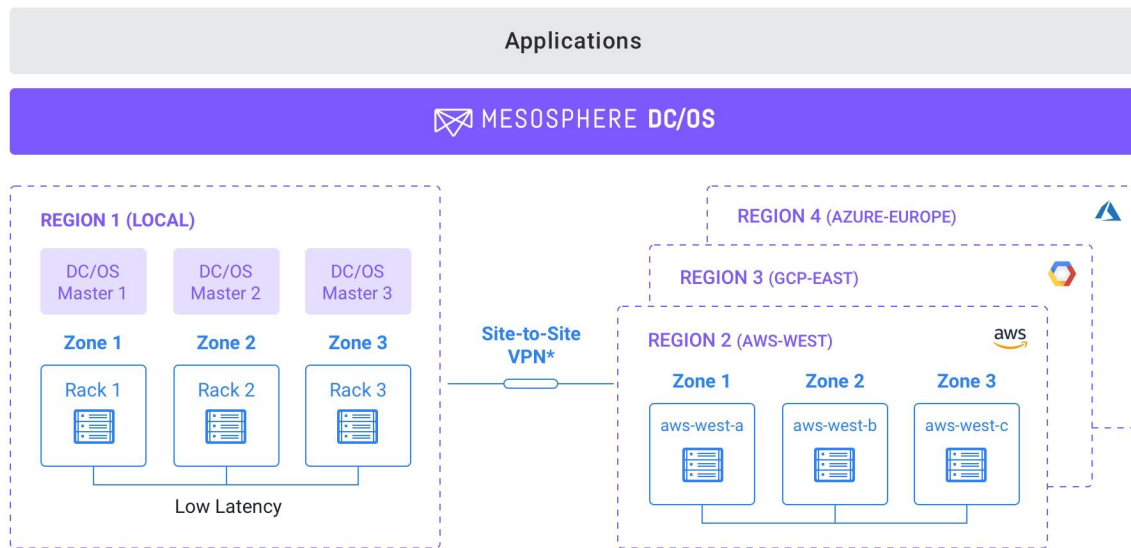 Applications
MESOSPHERE DC/OS
REGION 1 (LOCAL)
DC/OS
Master 1
DC/OS
Master 2
DC/OS
Master 3
Zone 1
Zone 2
Zone 3
Rack 1
Rack 2
Rack 3
Low Latency
Site-to-Site
VPN*
REGION 4 (AZURE-EUROPE)
REGION 3 (GCP-EAST)
REGION 2 (AWS-WEST)
aws
Zone 1
Zone 2
Zone 3
aws-west-a
aws-west-b
aws-west-c